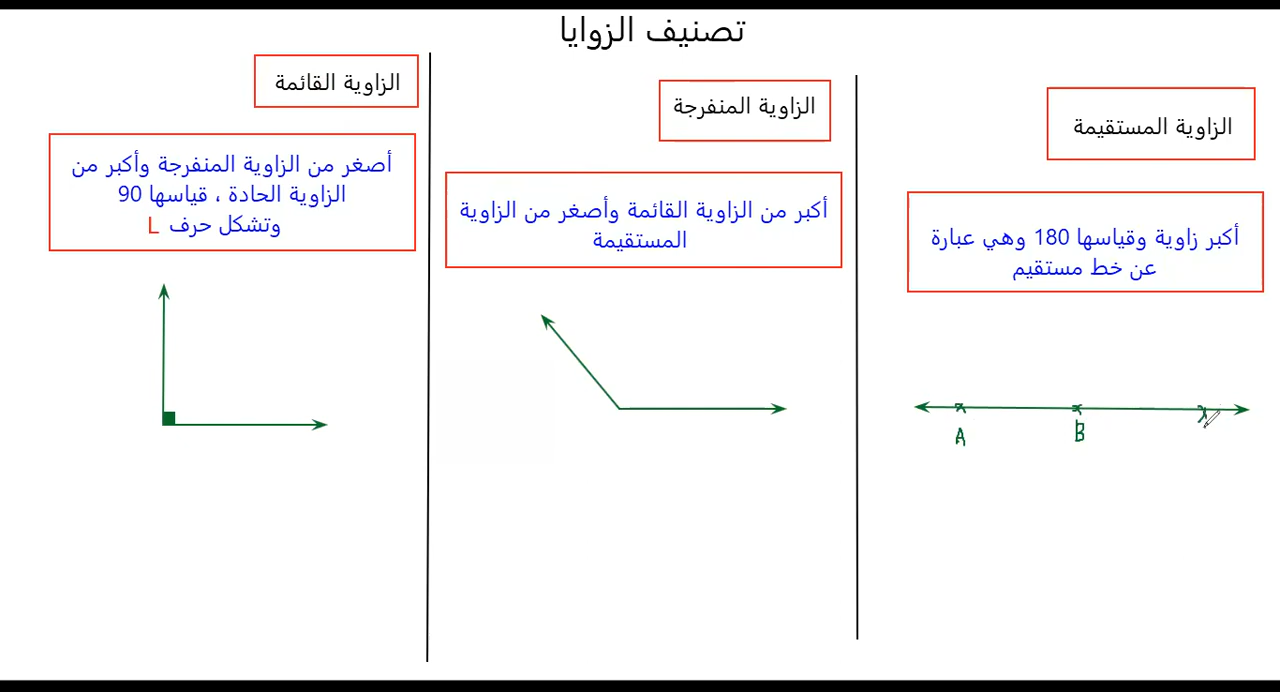 تصنيف الزوايا
الزاوية المستقيمة
أكبر زاوية وقياسها 180 وهي عبارة
عن خط مستقيم
A
B
الزاوية المنفرجة
أكبر من الزاوية القائمة وأصغر من الزاوية
المستقيمة
الزاوية القائمة
أصغر من الزاوية المنفرجة وأكبر من
الزاوية الحادة ، قياسها 90
وتشكل حرف L